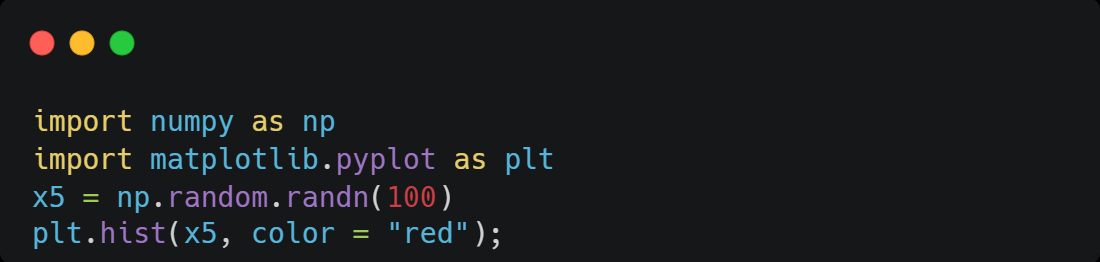 import numpy as np
import matplotlib.pyplot as plt
x5 = np.random.randn(100)
plt.hist(x5, color = "red");